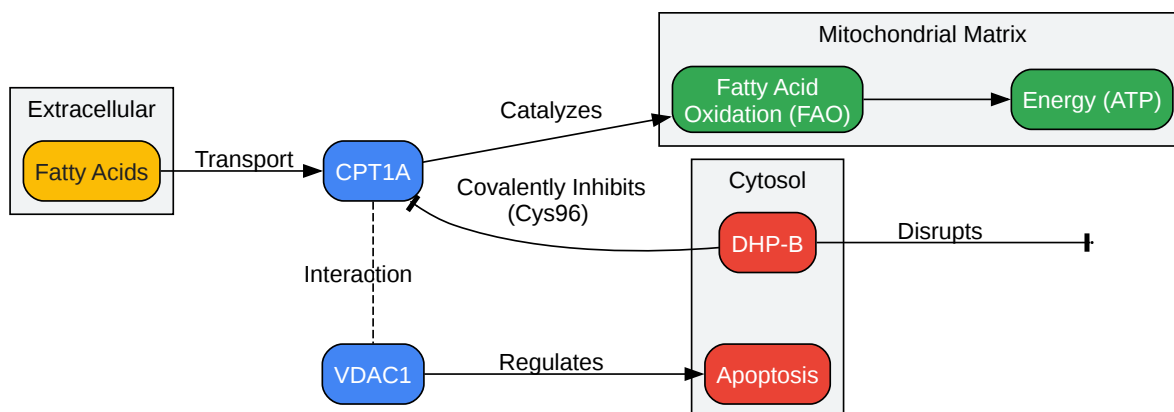 Mitochondrial Matrix
Extracellular
Fatty Acids
Transport
CPT1A
Catalyzes
Fatty Acid
Oxidation (FAO)
Energy (ATP)
Covalently Inhibits
(Cys96)
Cytosol
DHP-B
Disrupts
Interaction
VDAC1
Regulates
Apoptosis